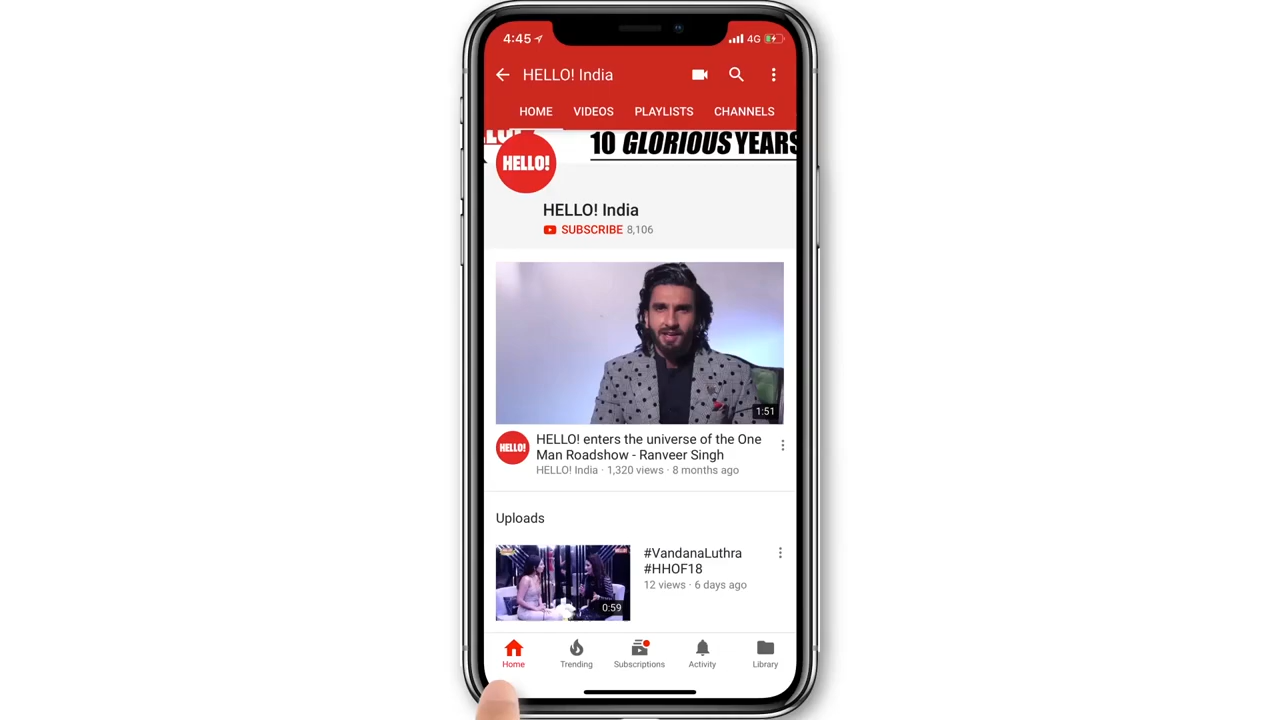 4:45
4G
HELLO! India
HOME VIDEOS PLAYLISTS CHANNELS
10 GLORIOUS YEARS
HELLO!
HELLO! India
SUBSCRIBE 8,106
1:51
HELLO!
HELLO! enters the universe of the One
Man Roadshow - Ranveer Singh
HELLO! India · 1,320 views · 8 months ago
Uploads
#VandanaLuthra
#HHOF18
12 views · 6 days ago
0:59
Home Trending Subscriptions Activity Library